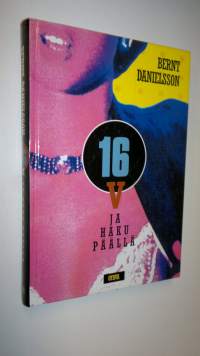 BERNT
DANIELSSON
16
V
JA
HAKU
PÄÄLLÄ